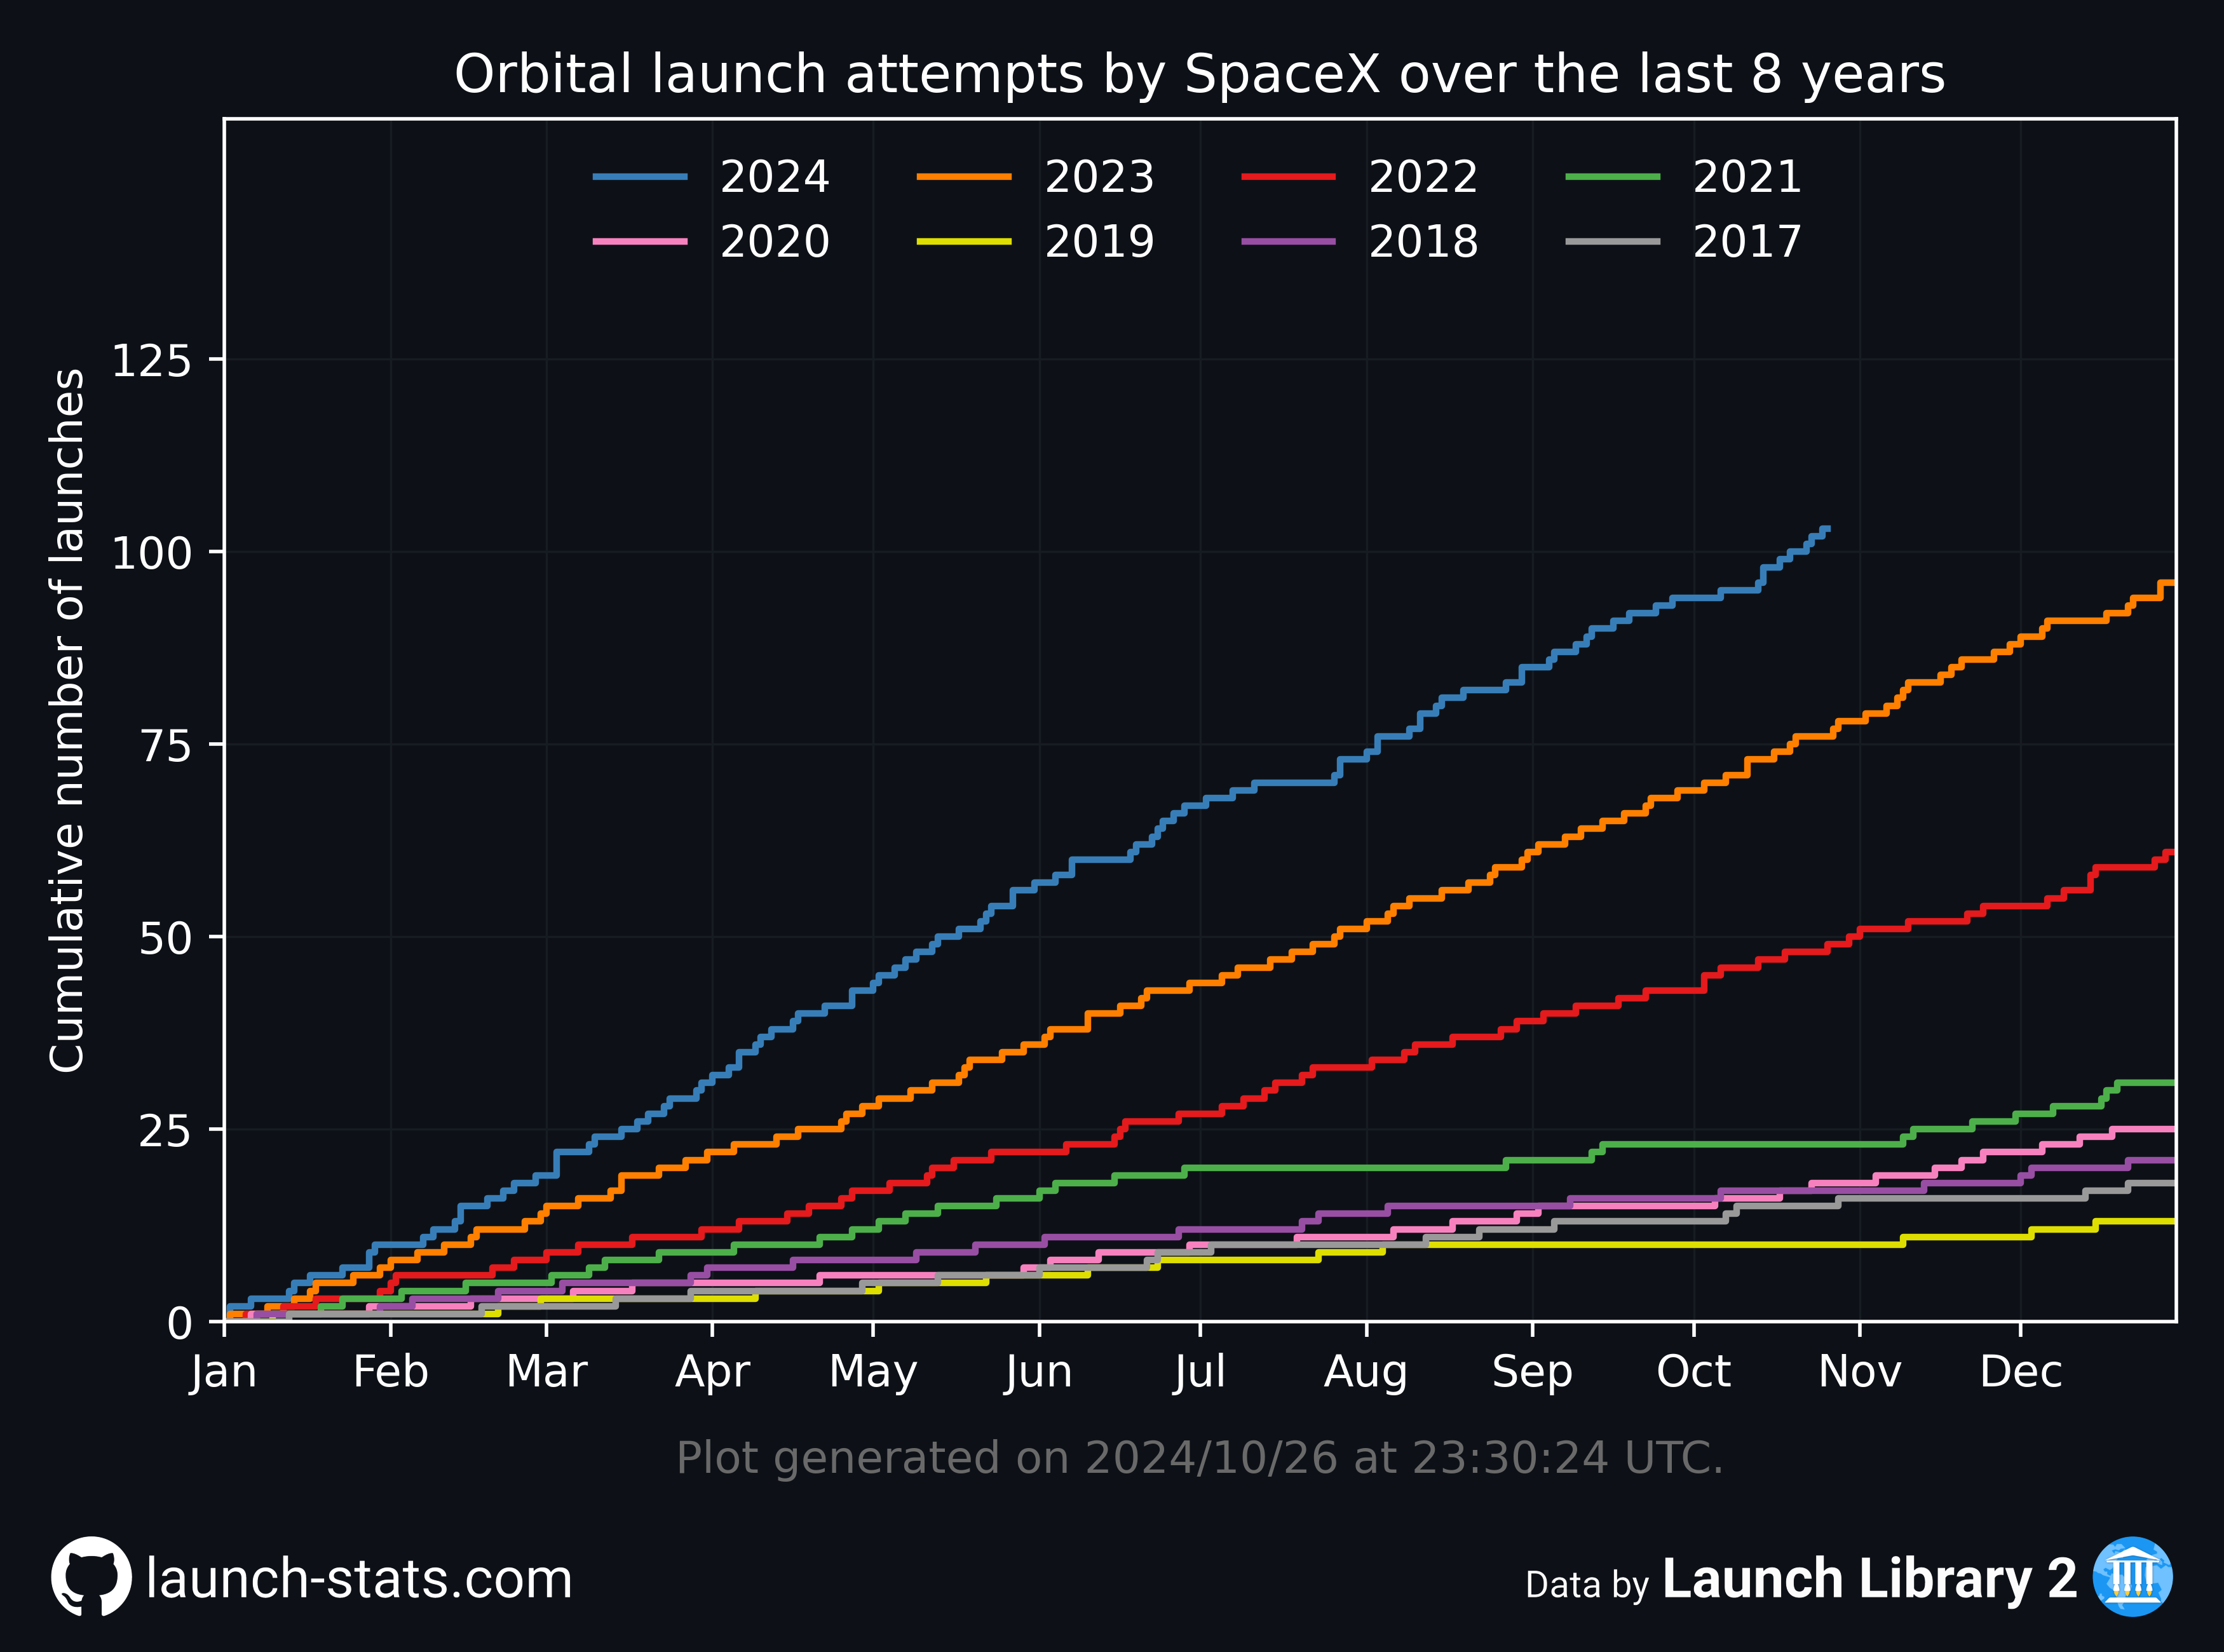 Orbital launch attempts by SpaceX over the last 8 years
2024 2023 2022 2021
2020 2019 2018 2017
Cumulative number of launches
125
100
75
50
25
0
Jan Feb Mar Apr May Jun Jul Aug Sep Oct Nov Dec
Plot generated on 2024/10/26 at 23:30:24 UTC.
launch-stats.com
Data by Launch Library 2